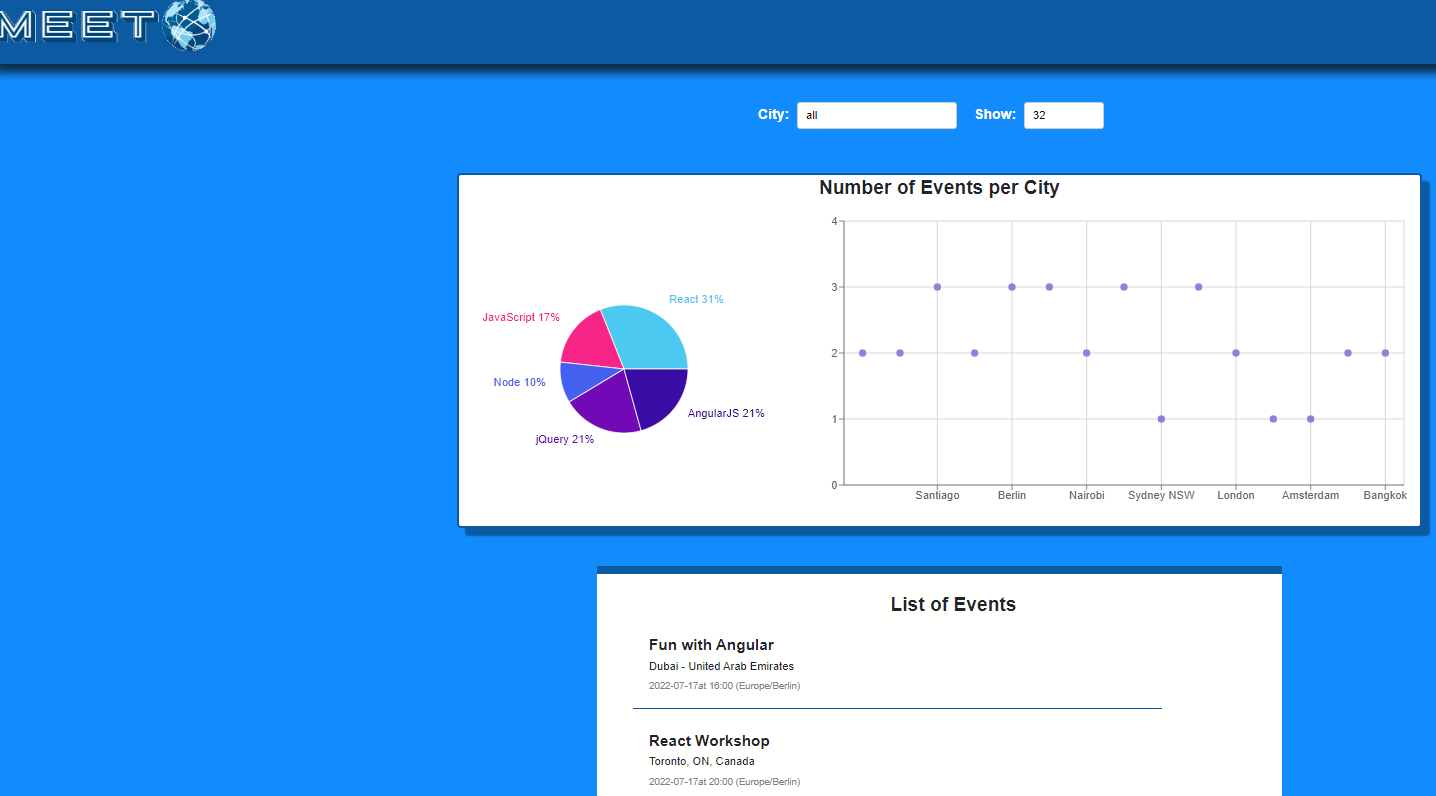 MEET
City: all Show: 32
Number of Events per City
React 31%
JavaScript 17%
Node 10%
AngularJS 21%
jQuery 21%
4
3
2
1
0
Santiago Berlin Nairobi Sydney NSW London Amsterdam Bangkok
List of Events
Fun with Angular
Dubai - United Arab Emirates
2022-07-17at 16:00 (Europe/Berlin)
React Workshop
Toronto, ON, Canada
2022-07-17at 20:00 (Europe/Berlin)